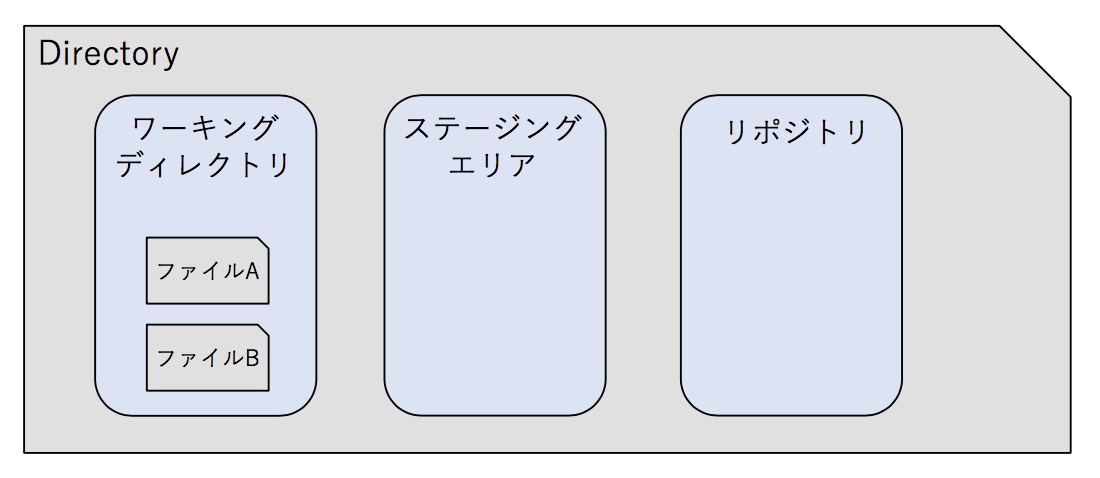 Directory
ワーキング
ディレクトリ
ファイルA
ファイルB
ステージング
エリア
リポジトリ